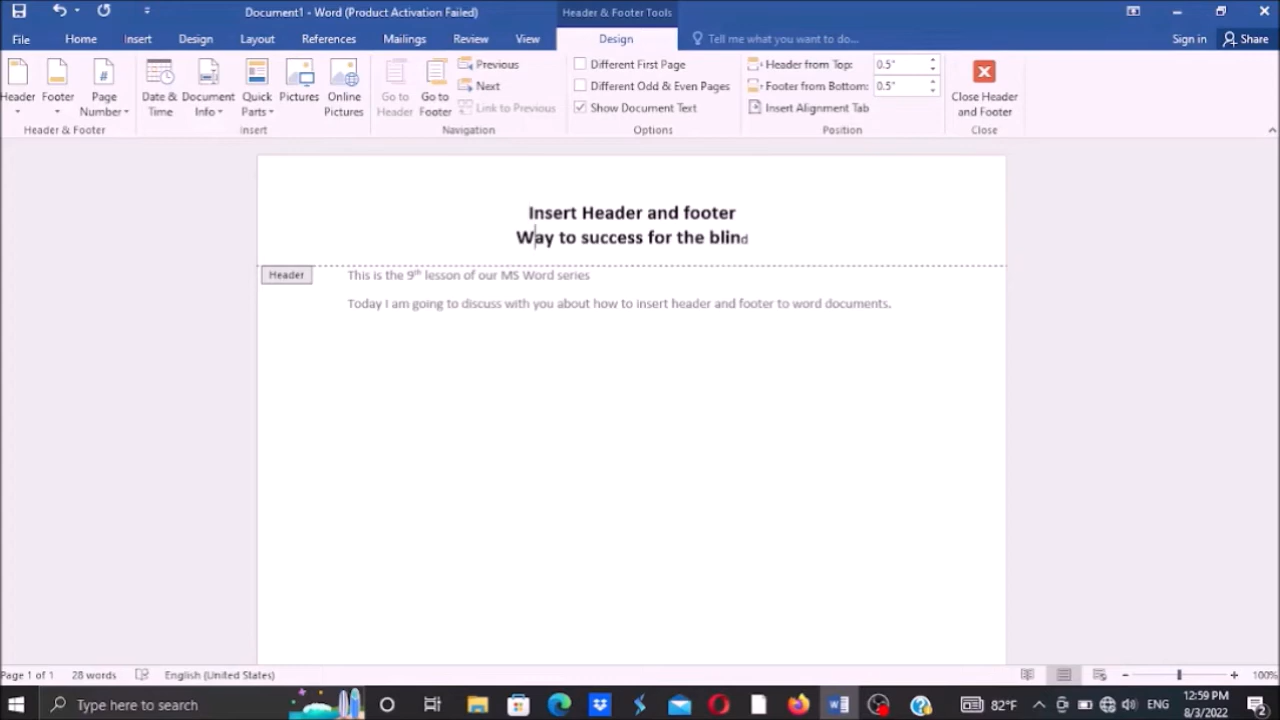 Document1 - Word (Product Activation Failed)
Header & Footer Tools
File Home Insert Design Layout References Mailings Review View Design Tell me what you want to do... Sign in Share
Header
Footer
Page Number
Header & Footer
Date & Time
Document Info
Quick Parts
Pictures
Online Pictures
Insert
Go to Header
Go to Footer
Previous
Next
Link to Previous
Navigation
Different First Page
Different Odd & Even Pages
Show Document Text
Options
Header from Top: 0.5"
Footer from Bottom: 0.5"
Insert Alignment Tab
Position
Close Header and Footer
Close
Insert Header and footer
Way to success for the blind
Header
This is the 9th lesson of our MS Word series
Today I am going to discuss with you about how to insert header and footer to word documents.
Page 1 of 1 28 words English (United States) 100%
Type here to search 82°F ENG 12:59 PM
8/3/2022 2